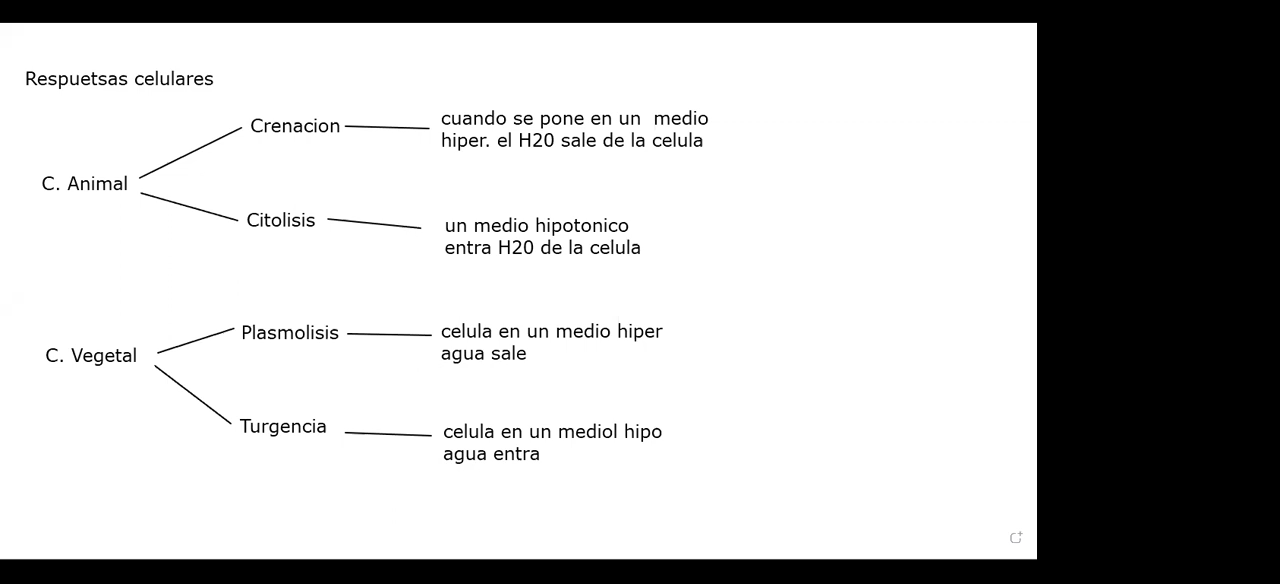 Respuetsas celulares
Crenacion
cuando se pone en un medio
hiper. el H20 sale de la celula
C. Animal
Citolisis
un medio hipotonico
entra H20 de la celula
Plasmolisis
celula en un medio hiper
agua sale
C. Vegetal
Turgencia
celula en un mediol hipo
agua entra